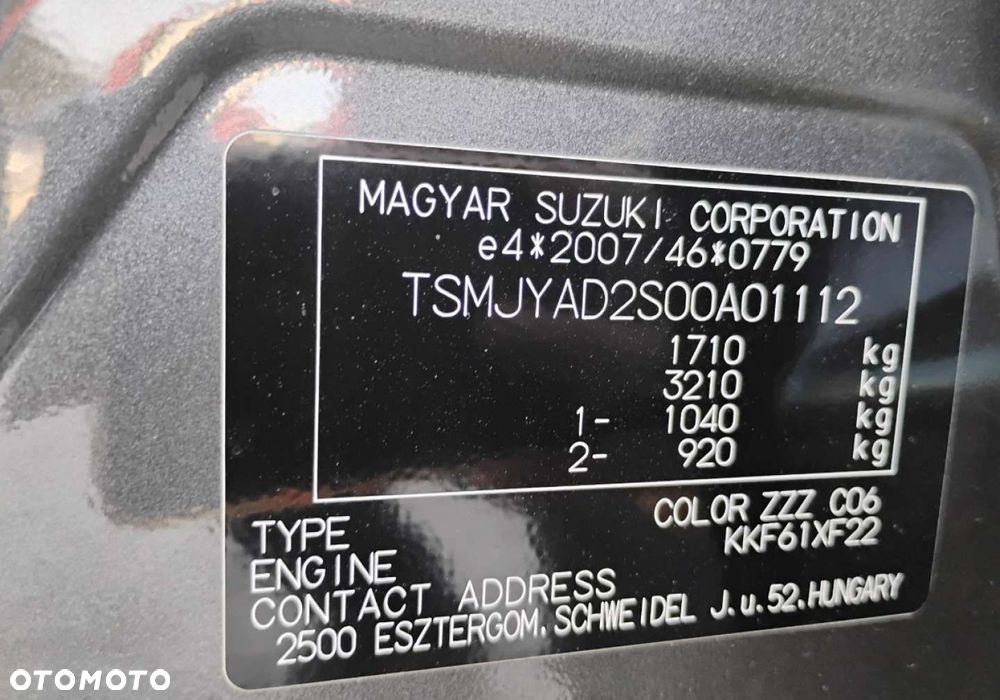 MAGYAR SUZUKI CORPORATION
e4*2007/46*0779
TSMJYAD2S00A01112
1710 kg
3210 kg
1- 1040 kg
2- 920 kg
COLOR ZZZ C06
TYPE KKF61XF22
ENGINE
CONTACT ADDRESS
2500 ESZTERGOM. SCHWEIDEL J. u. 52. HUNGARY
OTOMOTO